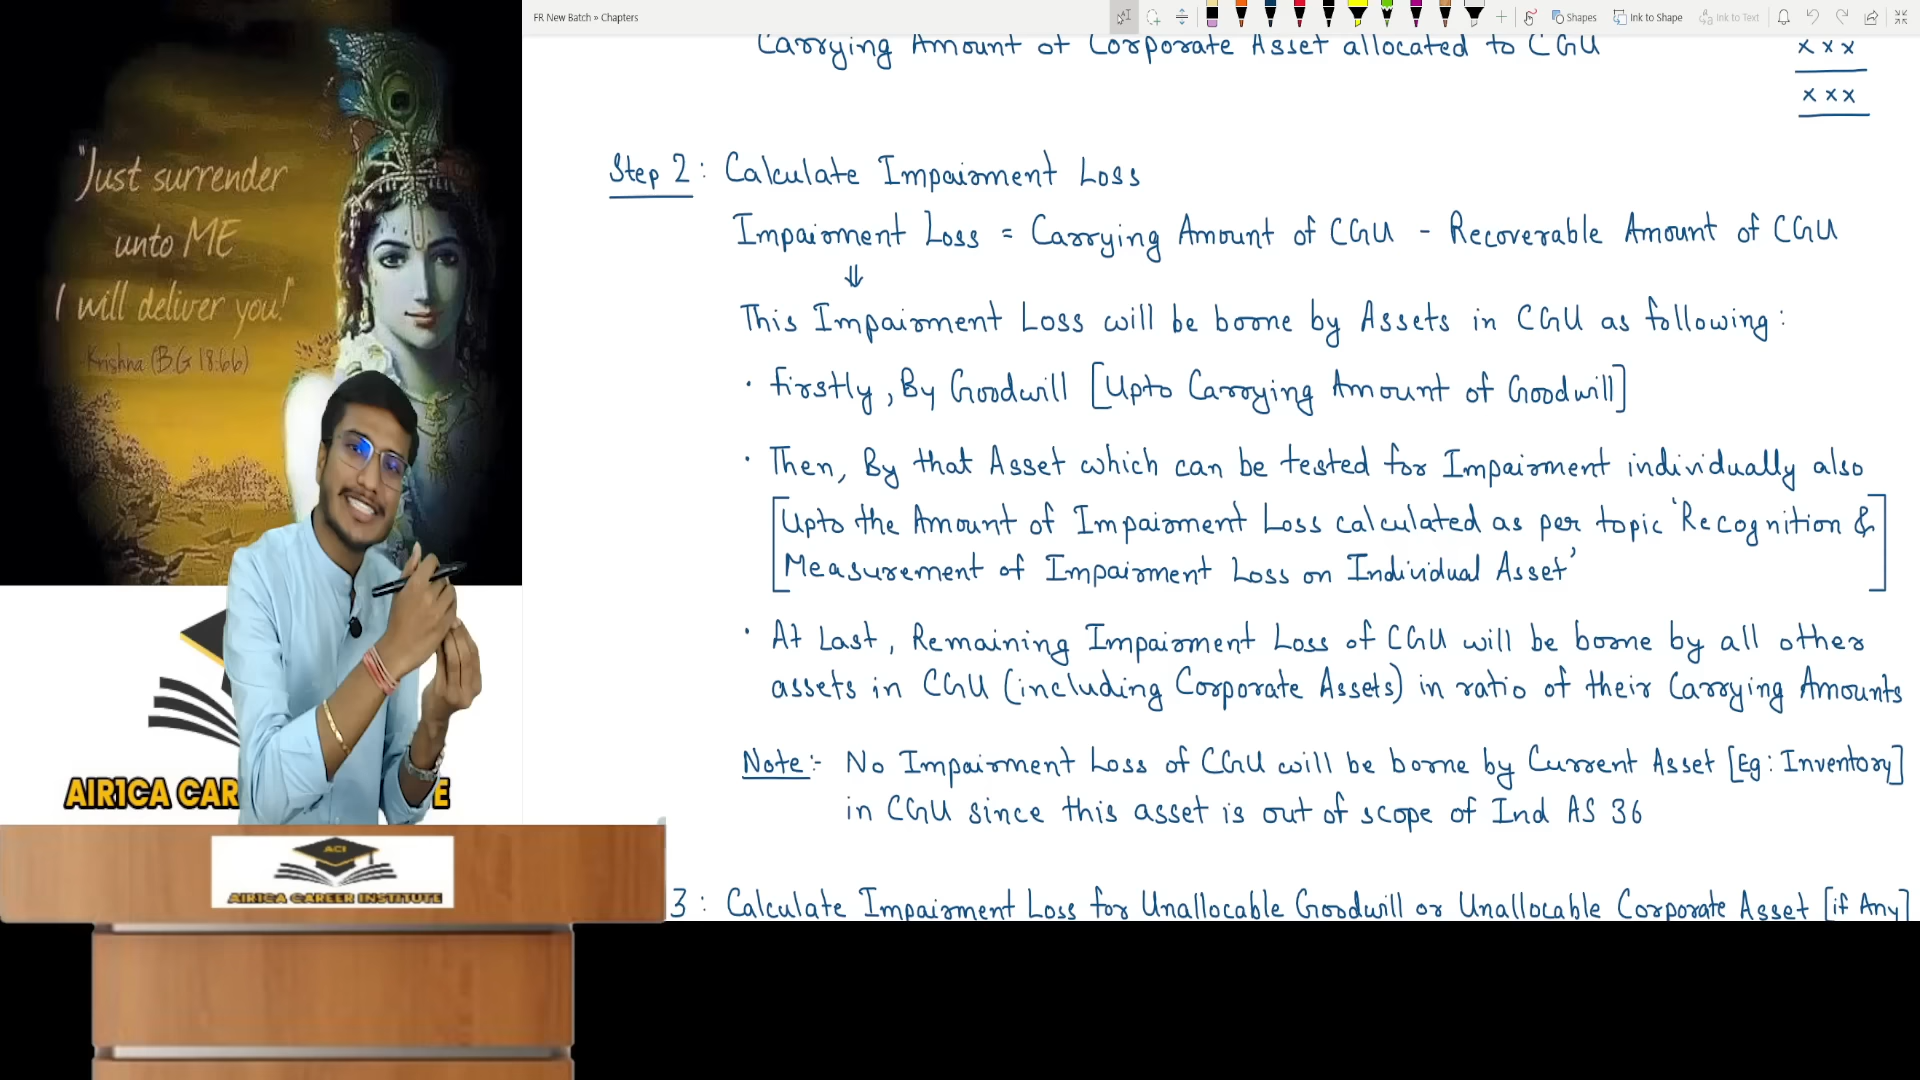 "Just surrender
unto ME
I will deliver you!"
-Krishna (B.G 18:66)
AIR1CA CAR
E
ACI
AIR1CA CAREER INSTITUTE
FR New Batch » Chapters
Shapes
Ink to Shape
Ink to Text
Carrying Amount of Corporate Asset allocated to CGU xxx
xxx
Step 2: Calculate Impairment Loss
Impairment Loss = Carrying Amount of CGU - Recoverable Amount of CGU
⇓
This Impairment Loss will be borne by Assets in CGU as following:
• Firstly, By Goodwill [Upto Carrying Amount of Goodwill]
• Then, By that Asset which can be tested for Impairment individually also
[Upto the Amount of Impairment Loss calculated as per topic 'Recognition &
Measurement of Impairment Loss on Individual Asset']
• At Last, Remaining Impairment Loss of CGU will be borne by all other
assets in CGU (including Corporate Assets) in ratio of their Carrying Amounts
Note:- No Impairment Loss of CGU will be borne by Current Asset [Eg: Inventory]
in CGU since this asset is out of scope of Ind AS 36
3: Calculate Impairment Loss for Unallocable Goodwill or Unallocable Corporate Asset [if Any]